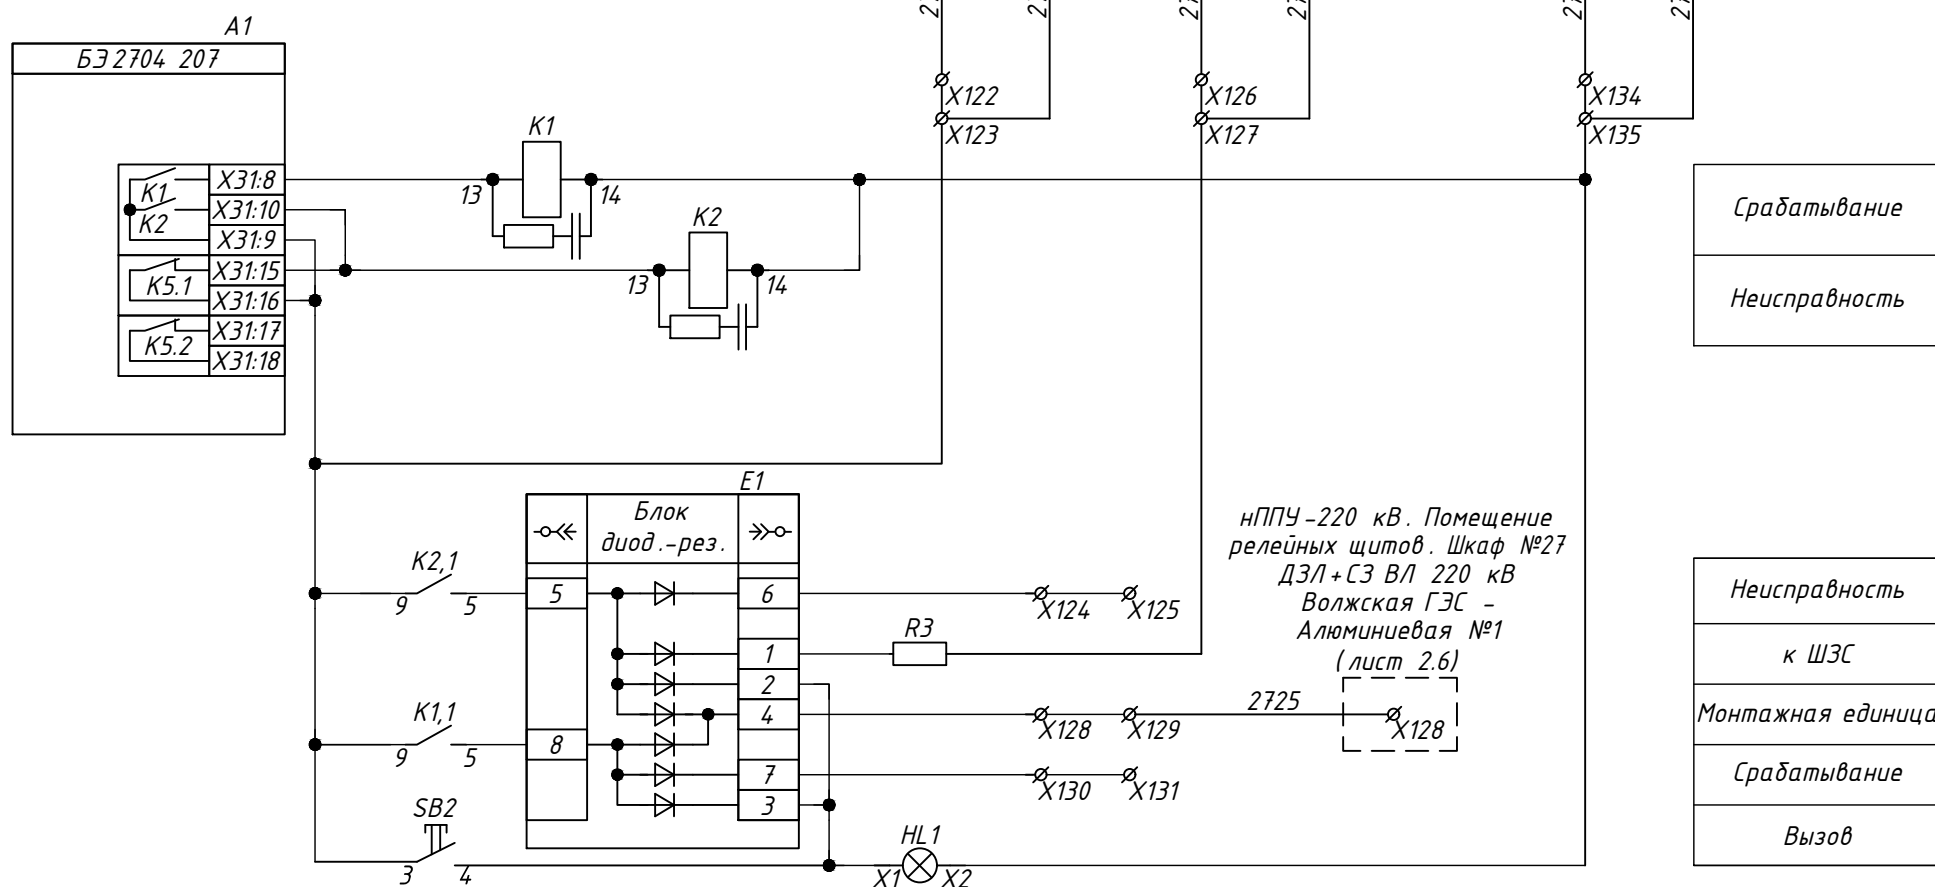 A1
БЭ2704 207
K1
K2
X31:8
X31:10
X31:9
K5.1
X31:15
X31:16
K5.2
X31:17
X31:18
K1
13
14
K2
13
14
X122
X123
X126
X127
X134
X135
Срабатывание
Неисправность
E1
Блок
диод.-рез.
K2,1
9
5
5
6
X124
X125
1
R3
2
4
X128
X129
2725
K1,1
9
5
8
7
X130
X131
3
SB2
3
4
HL1
X1
X2
нППУ-220 кВ. Помещение
релейных щитов. Шкаф №27
ДЗЛ+СЗ ВЛ 220 кВ
Волжская ГЭС -
Алюминиевая №1
(лист 2.6)
X128
Неисправность
к ШЗС
Монтажная единица
Срабатывание
Вызов